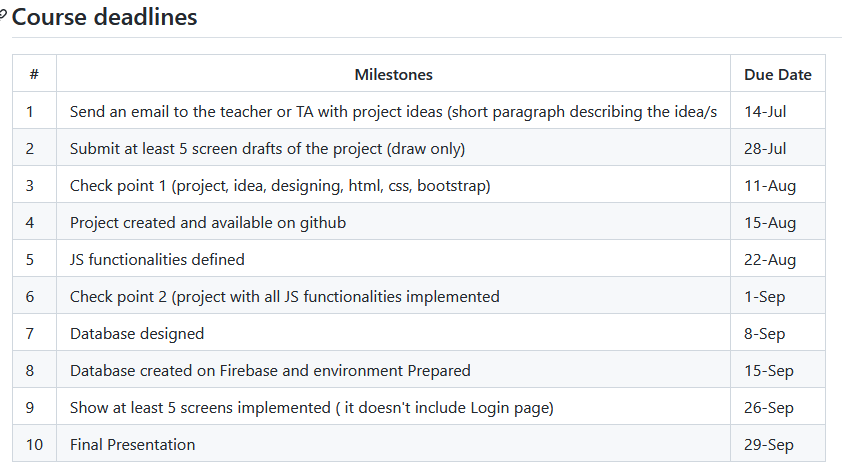 Course deadlines
# Milestones Due Date
1 Send an email to the teacher or TA with project ideas (short paragraph describing the idea/s 14-Jul
2 Submit at least 5 screen drafts of the project (draw only) 28-Jul
3 Check point 1 (project, idea, designing, html, css, bootstrap) 11-Aug
4 Project created and available on github 15-Aug
5 JS functionalities defined 22-Aug
6 Check point 2 (project with all JS functionalities implemented 1-Sep
7 Database designed 8-Sep
8 Database created on Firebase and environment Prepared 15-Sep
9 Show at least 5 screens implemented ( it doesn't include Login page) 26-Sep
10 Final Presentation 29-Sep